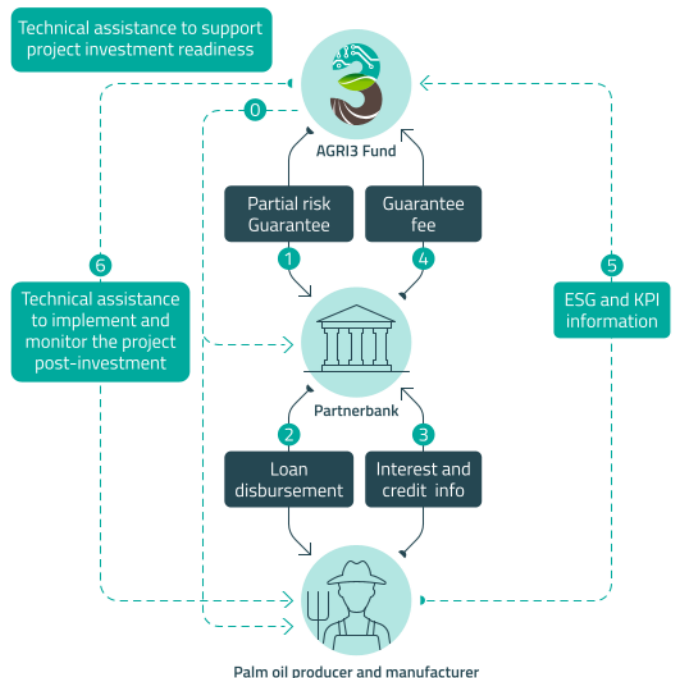 Technical assistance to support
project investment readiness
0
AGRI3 Fund
Partial risk
Guarantee
Guarantee
fee
1
4
6
5
Technical assistance
to implement and
monitor the project
post-investment
ESG and KPI
information
Partnerbank
2
3
Loan
disbursement
Interest and
credit info
Palm oil producer and manufacturer